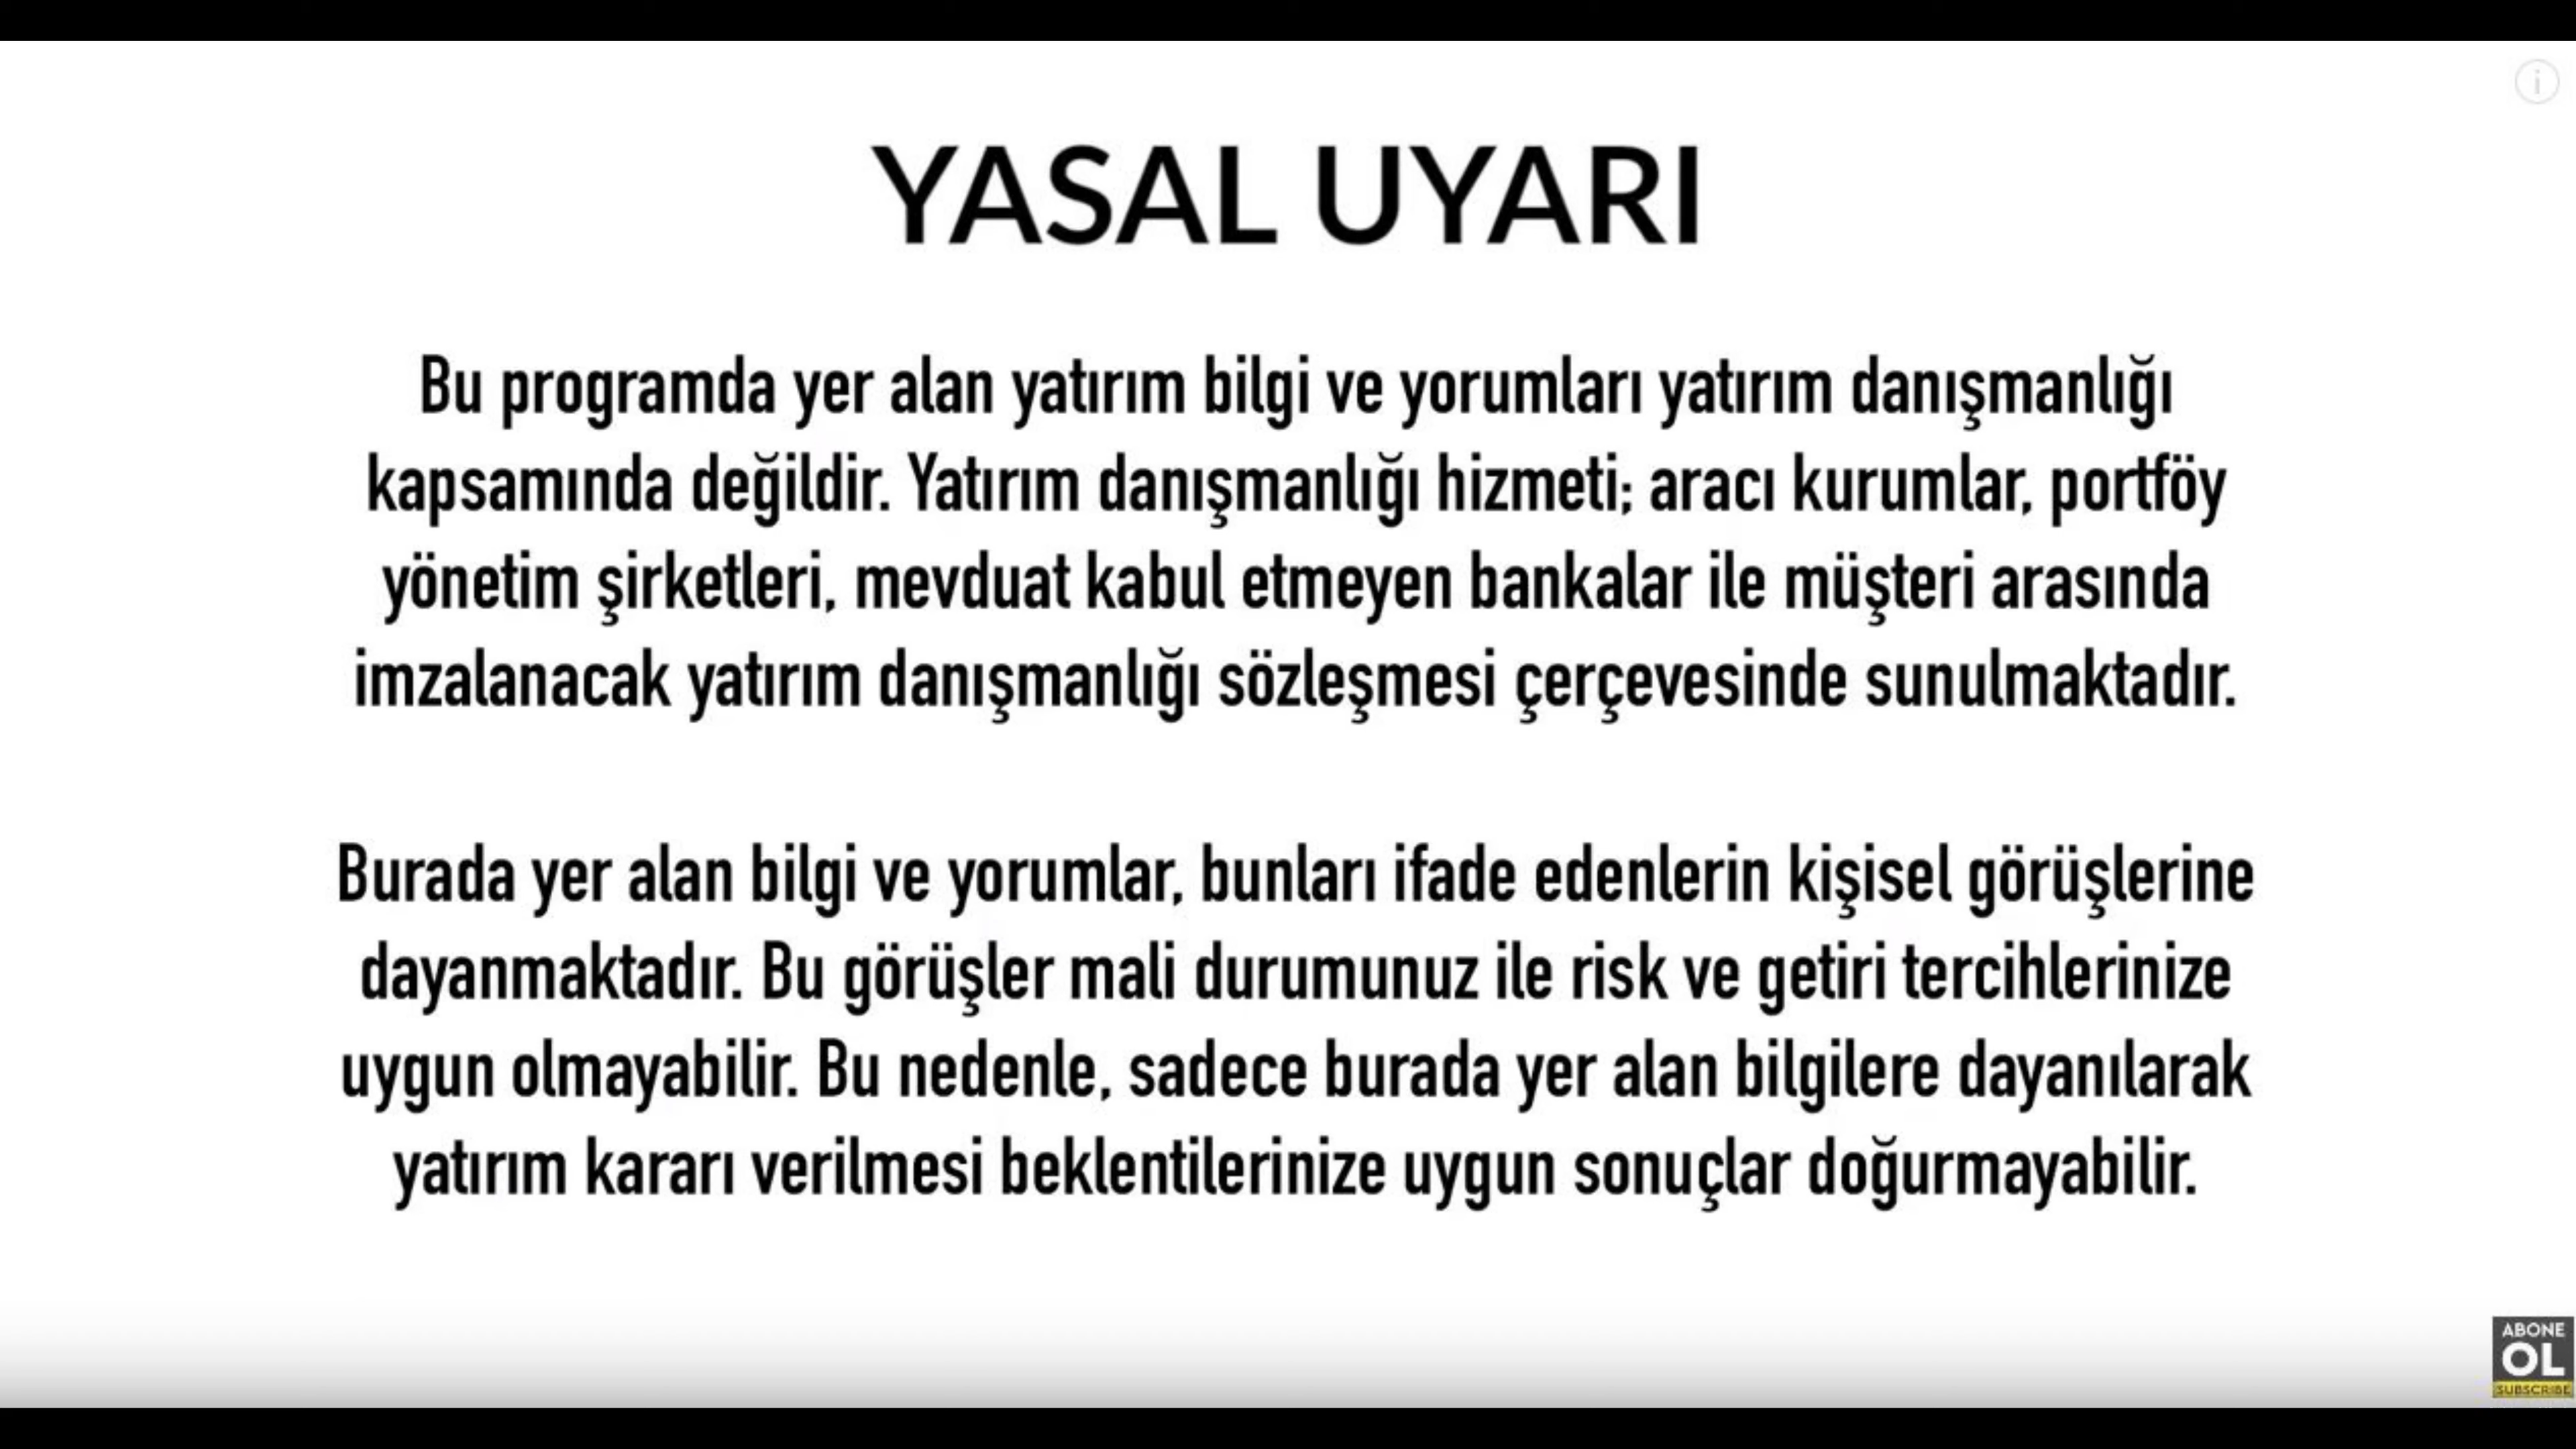 YASAL UYARI
Bu programda yer alan yatırım bilgi ve yorumları yatırım danışmanlığı
kapsamında değildir. Yatırım danışmanlığı hizmeti; aracı kurumlar, portföy
yönetim şirketleri, mevduat kabul etmeyen bankalar ile müşteri arasında
imzalanacak yatırım danışmanlığı sözleşmesi çerçevesinde sunulmaktadır.
Burada yer alan bilgi ve yorumlar, bunları ifade edenlerin kişisel görüşlerine
dayanmaktadır. Bu görüşler mali durumunuz ile risk ve getiri tercihlerinize
uygun olmayabilir. Bu nedenle, sadece burada yer alan bilgilere dayanılarak
yatırım kararı verilmesi beklentilerinize uygun sonuçlar doğurmayabilir.
ABONE
OL
SUBSCRIBE